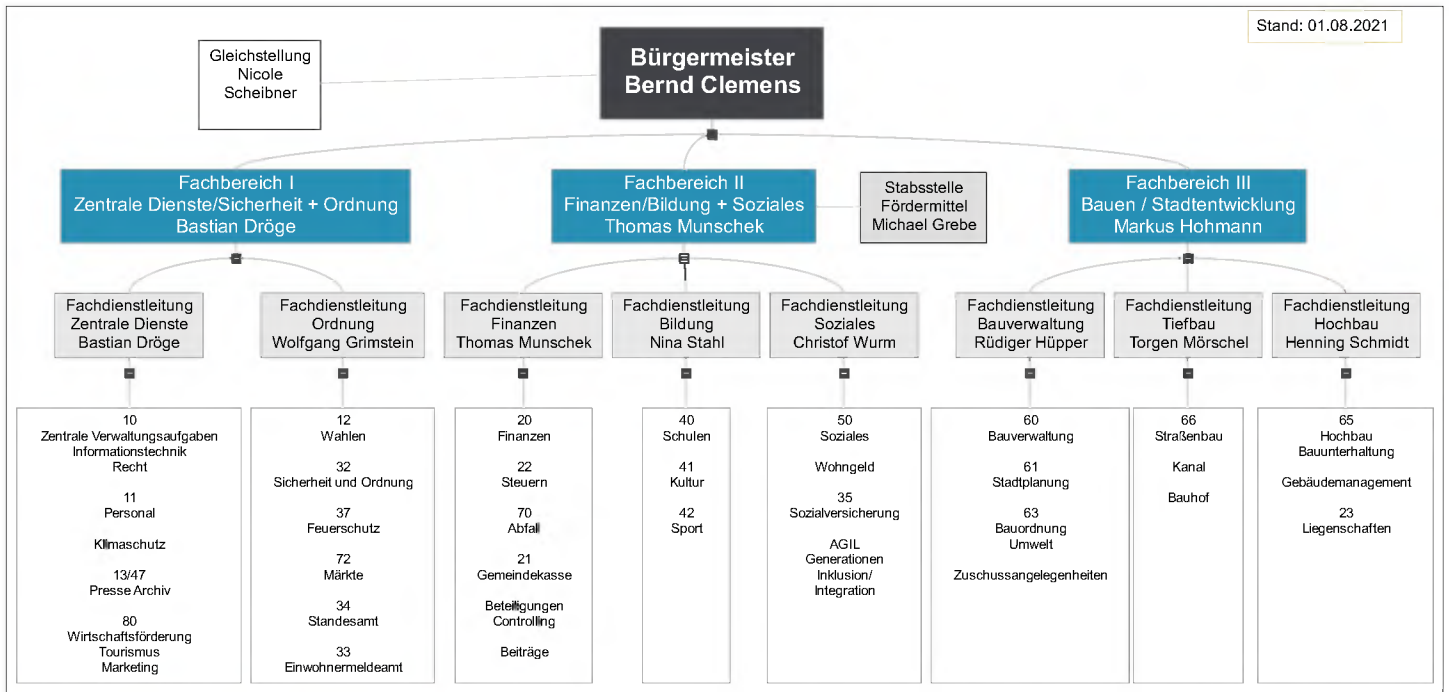 Stand: 01.08.2021
Gleichstellung
Nicole
Scheibner
Bürgermeister
Bernd Clemens
Fachbereich I
Zentrale Dienste/Sicherheit + Ordnung
Bastian Dröge
Fachbereich II
Finanzen/Bildung + Soziales
Thomas Munschek
Stabsstelle
Fördermittel
Michael Grebe
Fachbereich III
Bauen / Stadtentwicklung
Markus Hohmann
Fachdienstleitung
Zentrale Dienste
Bastian Dröge
Fachdienstleitung
Ordnung
Wolfgang Grimstein
Fachdienstleitung
Finanzen
Thomas Munschek
Fachdienstleitung
Bildung
Nina Stahl
Fachdienstleitung
Soziales
Christof Wurm
Fachdienstleitung
Bauverwaltung
Rüdiger Hüpper
Fachdienstleitung
Tiefbau
Torgen Mörschel
Fachdienstleitung
Hochbau
Henning Schmidt
10
Zentrale Verwaltungsaufgaben
Informationstechnik
Recht
11
Personal
Klimaschutz
13/47
Presse Archiv
80
Wirtschaftsförderung
Tourismus
Marketing
12
Wahlen
32
Sicherheit und Ordnung
37
Feuerschutz
72
Märkte
34
Standesamt
33
Einwohnermeldeamt
20
Finanzen
22
Steuern
70
Abfall
21
Gemeindekasse
Beteiligungen
Controlling
Beiträge
40
Schulen
41
Kultur
42
Sport
50
Soziales
Wohngeld
35
Sozialversicherung
AGIL
Generationen
Inklusion/
Integration
60
Bauverwaltung
61
Stadtplanung
63
Bauordnung
Umwelt
Zuschussangelegenheiten
66
Straßenbau
Kanal
Bauhof
65
Hochbau
Bauunterhaltung
Gebäudemanagement
23
Liegenschaften